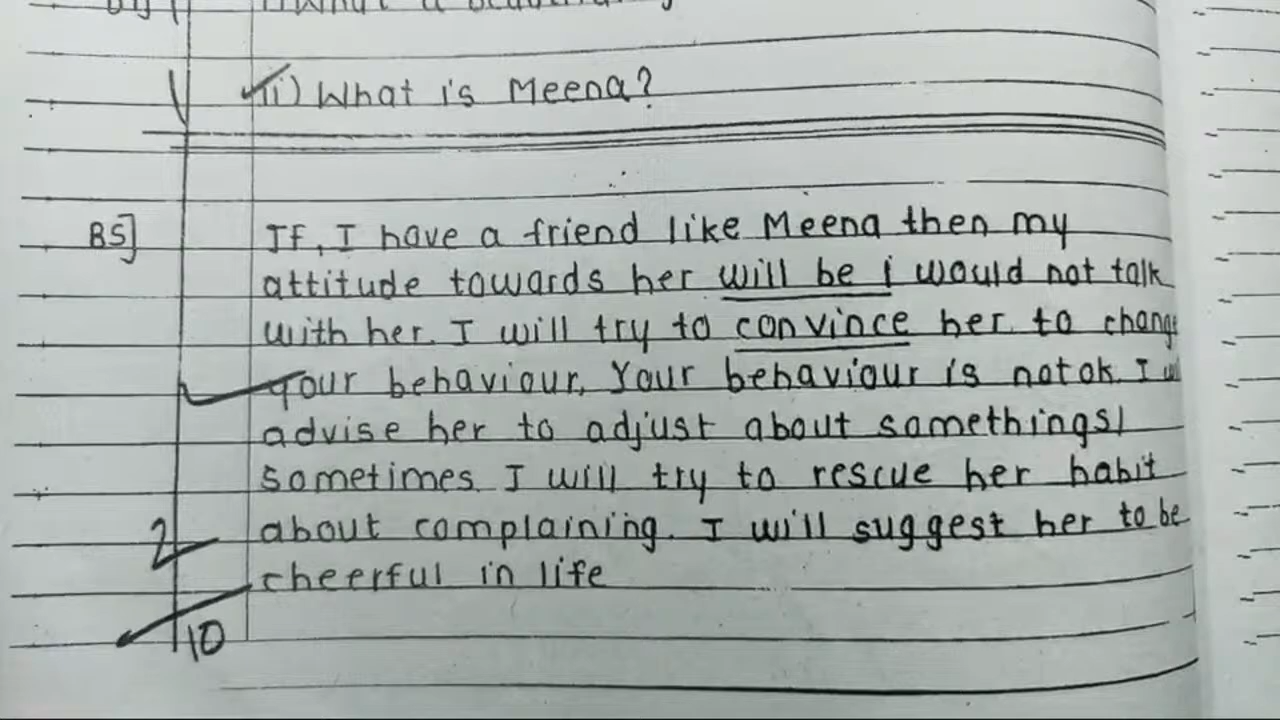 ii) What is Meena?
B5] If, I have a friend like Meena then my
attitude towards her will be i would not talk
with her. I will try to convince her to change
your behaviour, Your behaviour is not ok. I
advise her to adjust about somethings/
sometimes I will try to rescue her habit
about complaining. I will suggest her to be
cheerful in life
2
10